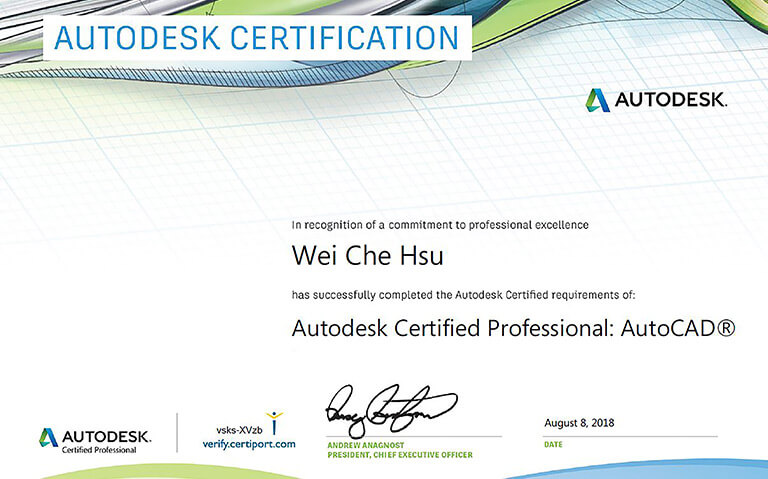 AUTODESK CERTIFICATION
AUTODESK.
In recognition of a commitment to professional excellence
Wei Che Hsu
has successfully completed the Autodesk Certified requirements of:
Autodesk Certified Professional: AutoCAD®
AUTODESK.
Certified Professional
vsks-XVzb
verify.certiport.com
ANDREW ANAGNOST
PRESIDENT, CHIEF EXECUTIVE OFFICER
August 8, 2018
DATE